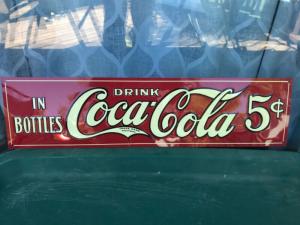 DRINK
IN BOTTLES Coca-Cola 5¢